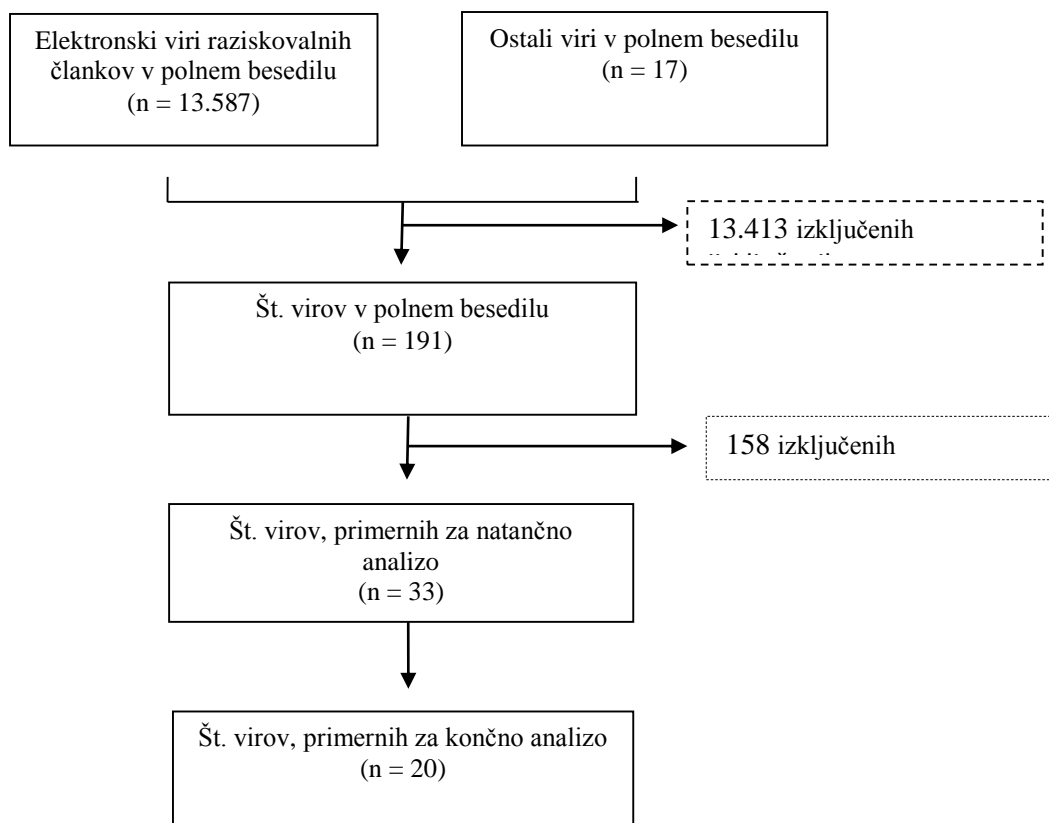 Elektronski viri raziskovalnih
člankov v polnem besedilu
(n = 13.587)
Ostali viri v polnem besedilu
(n = 17)
13.413 izključenih
Št. virov v polnem besedilu
(n = 191)
158 izključenih
Št. virov, primernih za natančno
analizo
(n = 33)
Št. virov, primernih za končno analizo
(n = 20)